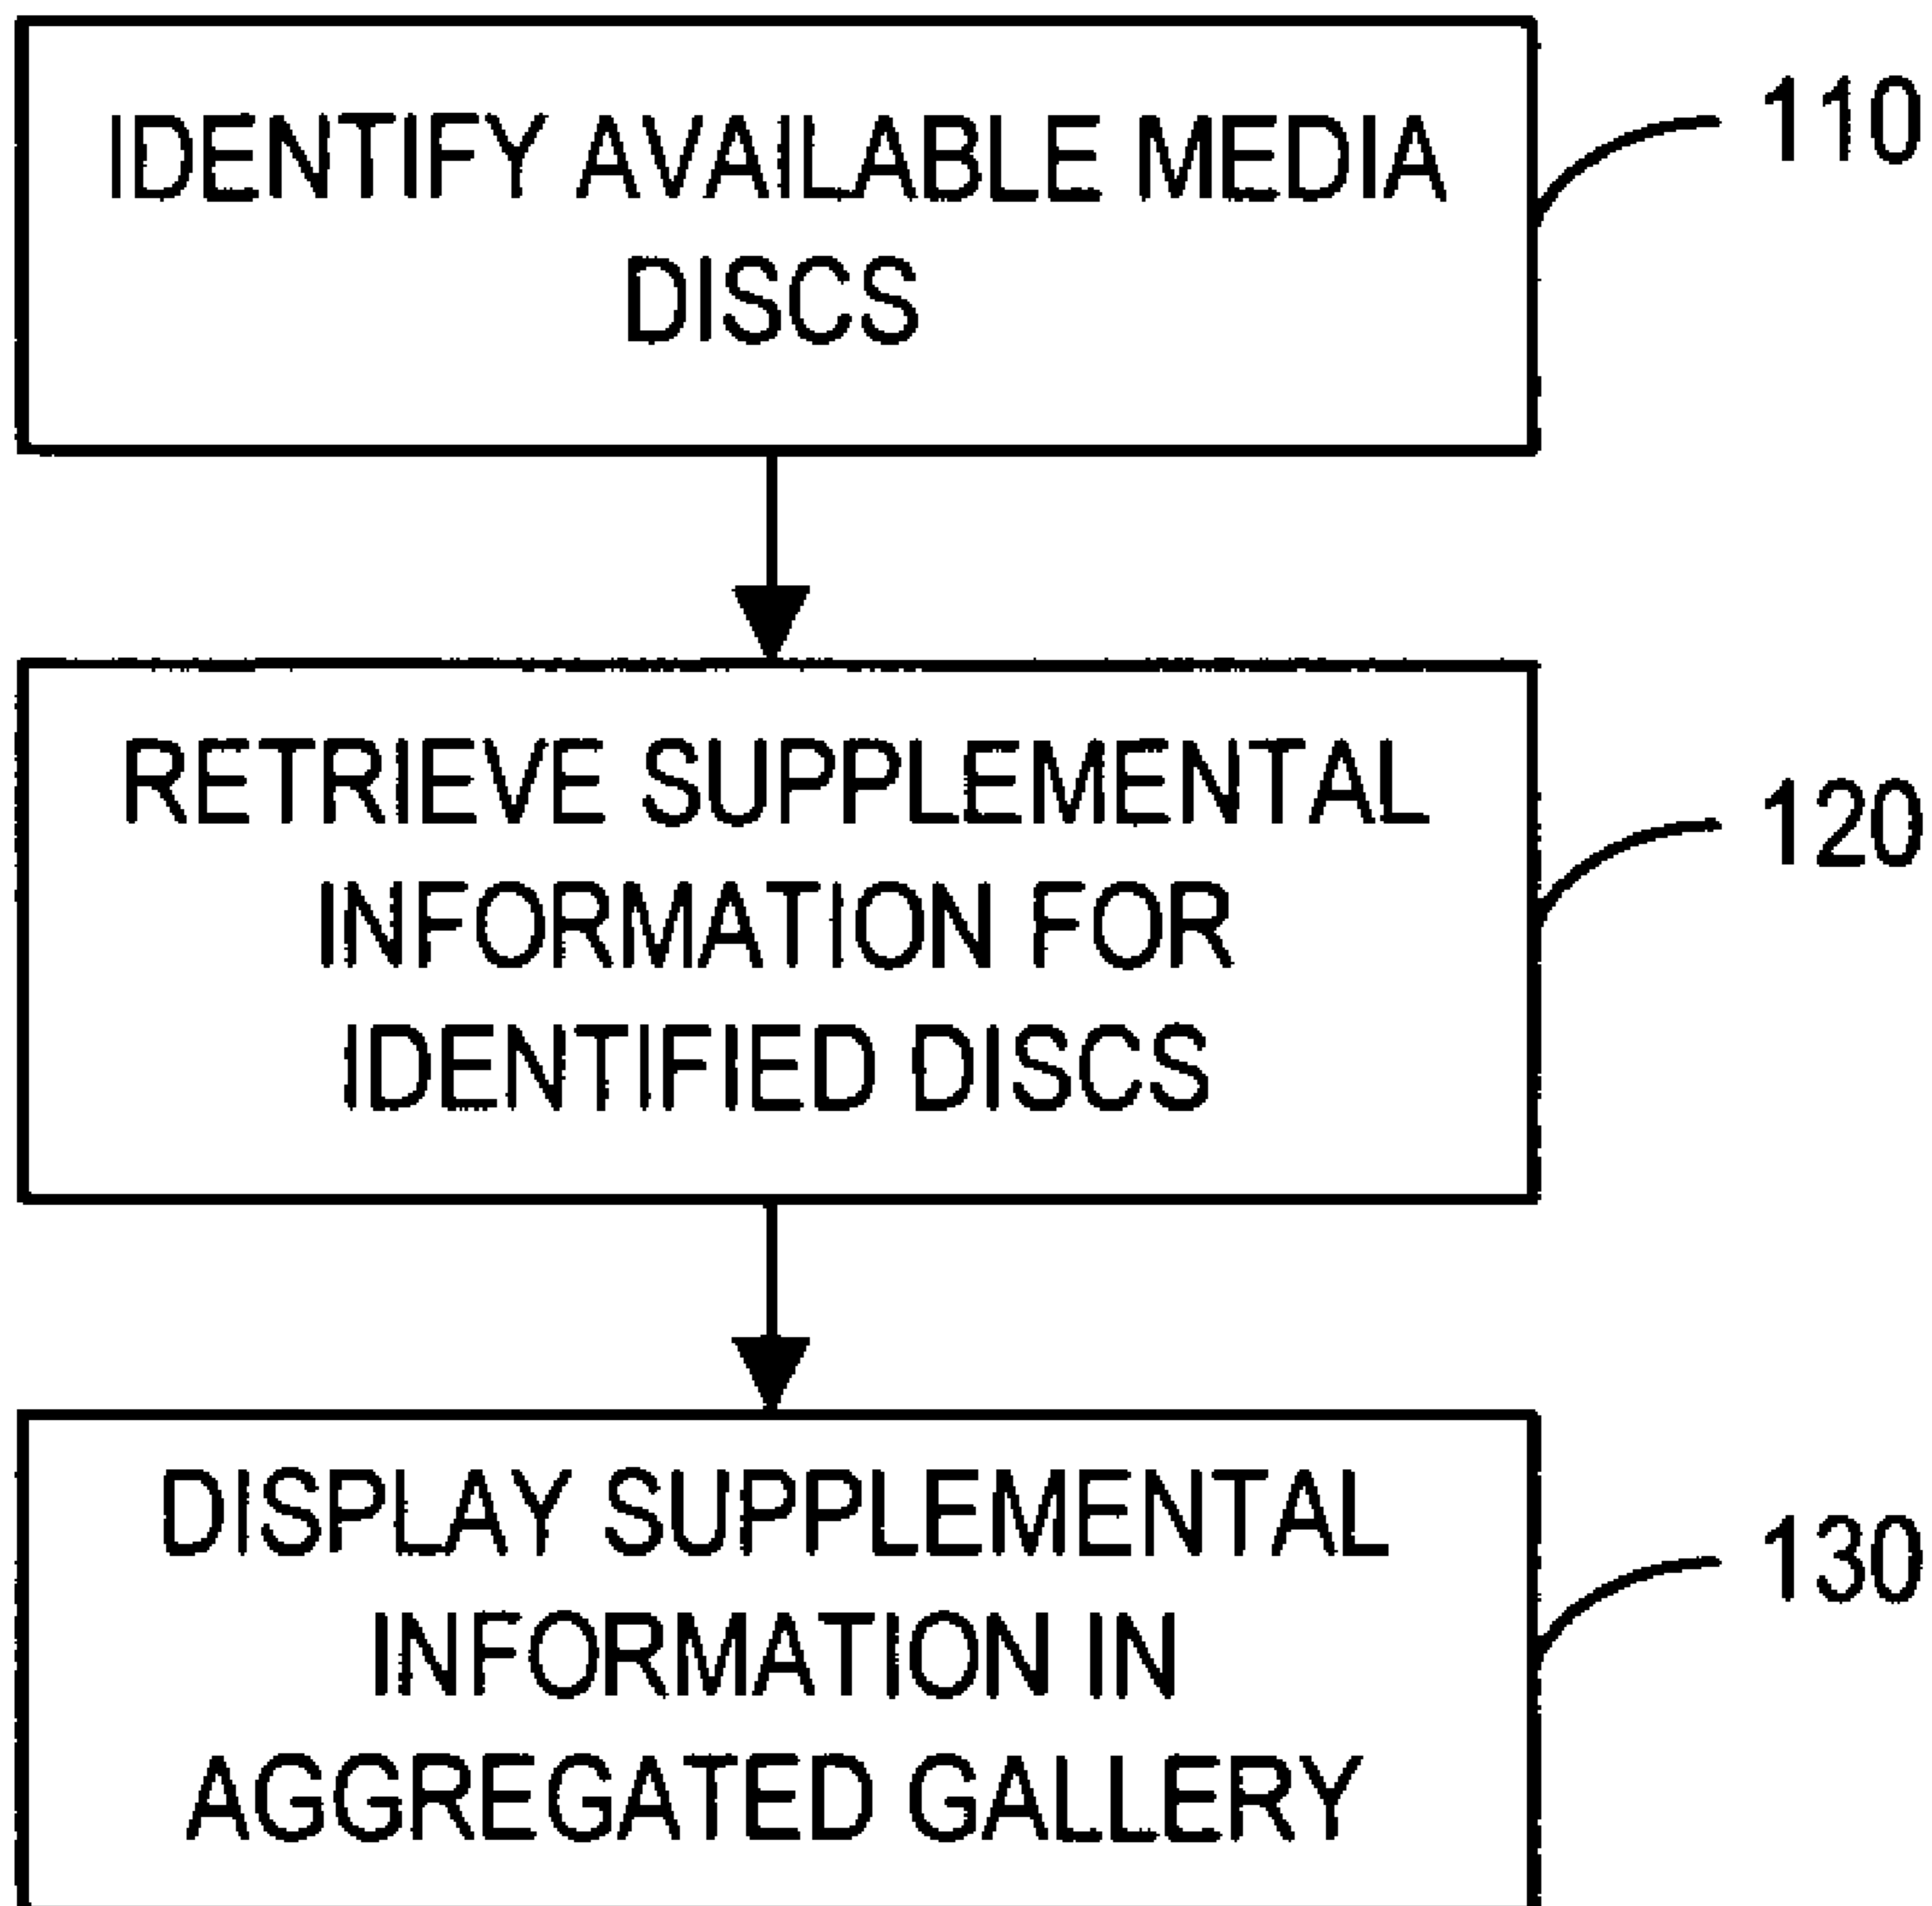 IDENTIFY AVAILABLE MEDIA
DISCS
110
RETRIEVE SUPPLEMENTAL
INFORMATION FOR
IDENTIFIED DISCS
120
DISPLAY SUPPLEMENTAL
INFORMATION IN
AGGREGATED GALLERY
130